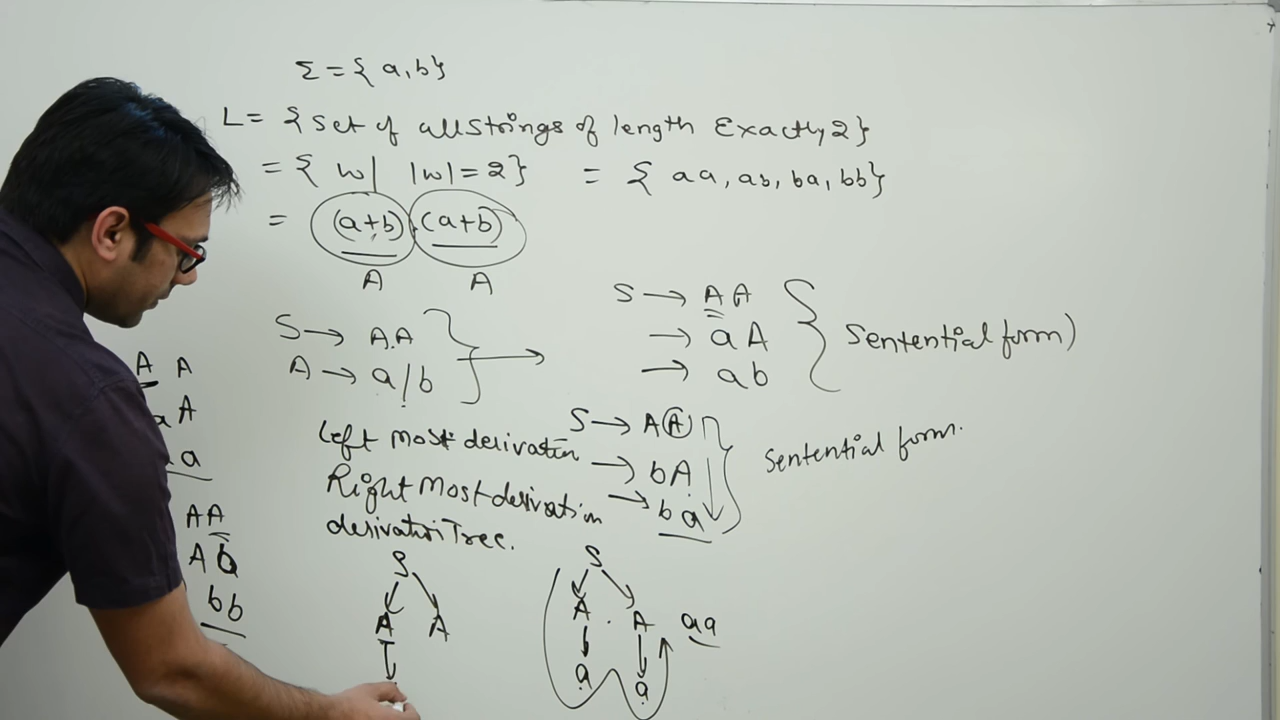 Σ = { a, b}
L = { set of all strings of length Exactly 2}
= { w | |w| = 2} = { aa, ab, ba, bb}
= (a+b) . (a+b)
A A
S → AA
→ aA
→ ab
Sentential form)
S → A.A
A → a/b
A A
aA
a
S → AA
→ bA
→ ba
Sentential form.
Left Most derivation
Right Most derivation
derivation Tree.
AA
Ab
bb
S
A A
S
A . A
a a
aa